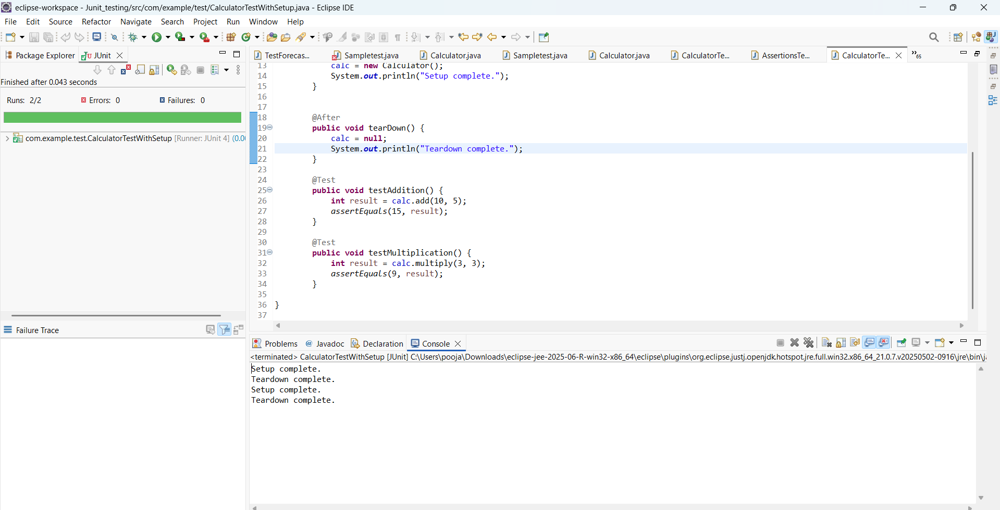 eclipse-workspace - Junit_testing/src/com/example/test/CalculatorTestWithSetup.java - Eclipse IDE
File Edit Source Refactor Navigate Search Project Run Window Help
Package Explorer JUnit
Finished after 0.043 seconds
Runs: 2/2 Errors: 0 Failures: 0
com.example.test.CalculatorTestWithSetup [Runner: JUnit 4] (0.00
Failure Trace
TestForecas... Sampletest.java Calculator.java Sampletest.java Calculator.java CalculatorTe... AssertionsTe... CalculatorTe... »65
13 calc = new Calculator();
14 System.out.println("Setup complete.");
15 }
16
17
18 @After
19 public void tearDown() {
20 calc = null;
21 System.out.println("Teardown complete.");
22 }
23
24 @Test
25 public void testAddition() {
26 int result = calc.add(10, 5);
27 assertEquals(15, result);
28 }
29
30 @Test
31 public void testMultiplication() {
32 int result = calc.multiply(3, 3);
33 assertEquals(9, result);
34 }
35
36 }
37
Problems Javadoc Declaration Console
<terminated> CalculatorTestWithSetup [JUnit] C:\Users\pooja\Downloads\eclipse-jee-2025-06-R-win32-x86_64\eclipse\plugins\org.eclipse.justj.openjdk.hotspot.jre.full.win32.x86_64_21.0.7.v20250502-0916\jre\bin\j
Setup complete.
Teardown complete.
Setup complete.
Teardown complete.